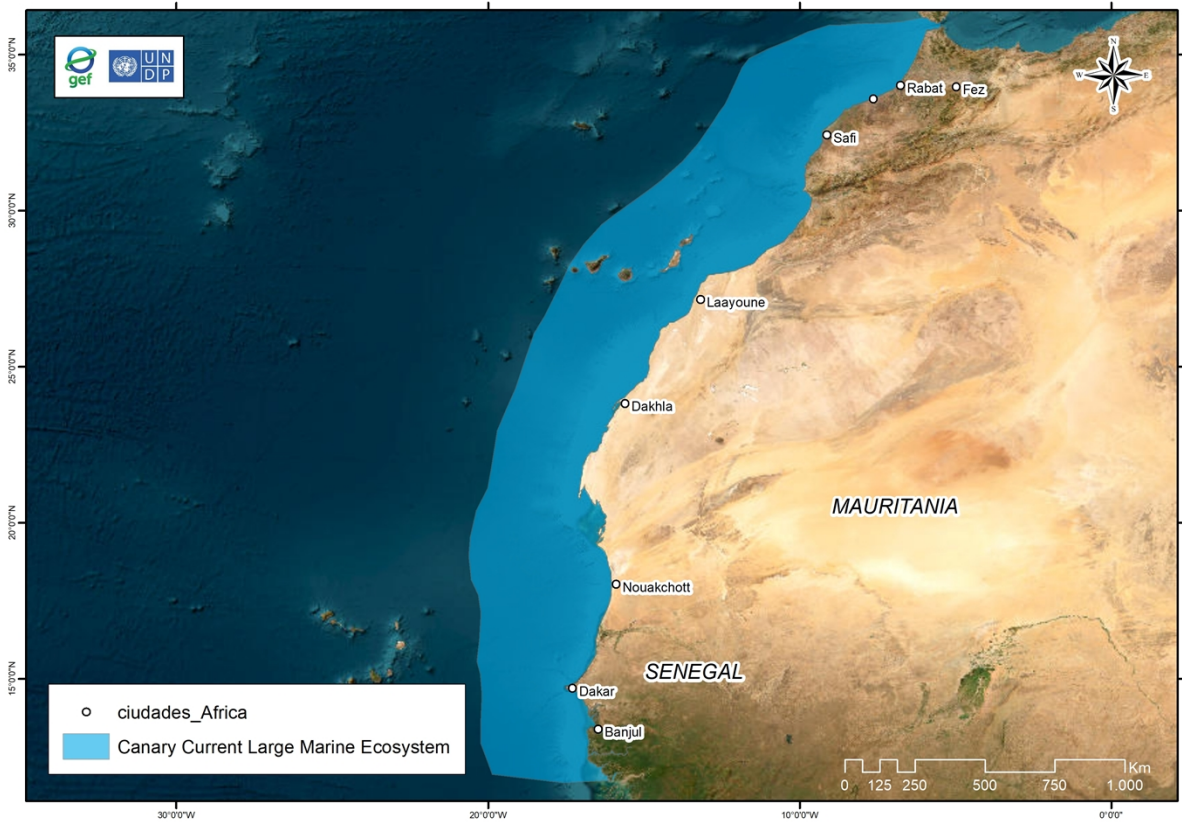 gef
U N
D P
N
W E
S
35°0'0"N
30°0'0"N
25°0'0"N
20°0'0"N
15°0'0"N
Rabat
Fez
Safi
Laayoune
Dakhla
MAURITANIA
Nouakchott
SENEGAL
Dakar
Banjul
ciudades_Africa
Canary Current Large Marine Ecosystem
Km
0 125 250 500 750 1.000
30°0'0"W 20°0'0"W 10°0'0"W 0°0'0"